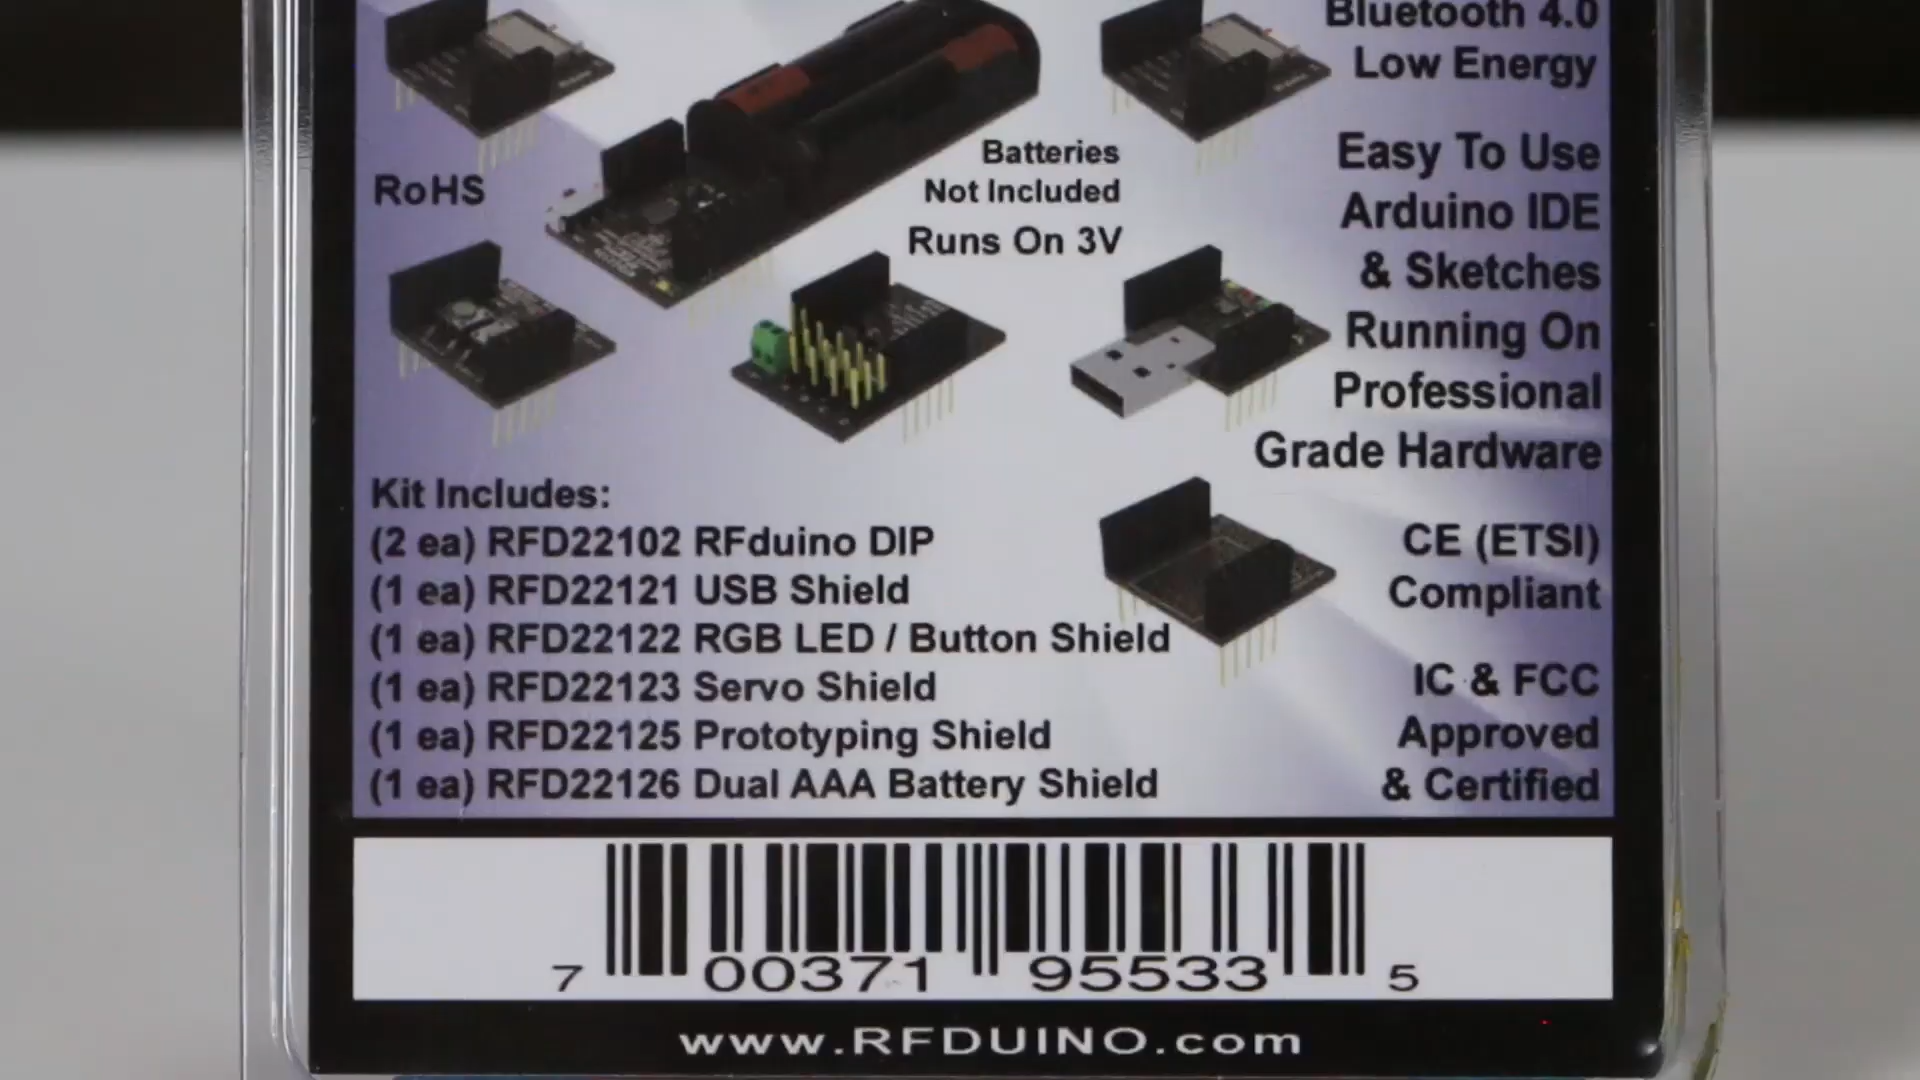 Bluetooth 4.0
Low Energy
Batteries
Not Included
Runs On 3V
RoHS
Easy To Use
Arduino IDE
& Sketches
Running On
Professional
Grade Hardware
Kit Includes:
(2 ea) RFD22102 RFduino DIP
(1 ea) RFD22121 USB Shield
(1 ea) RFD22122 RGB LED / Button Shield
(1 ea) RFD22123 Servo Shield
(1 ea) RFD22125 Prototyping Shield
(1 ea) RFD22126 Dual AAA Battery Shield
CE (ETSI)
Compliant
IC & FCC
Approved
& Certified
7 00371 95533 5
www.RFDUINO.com